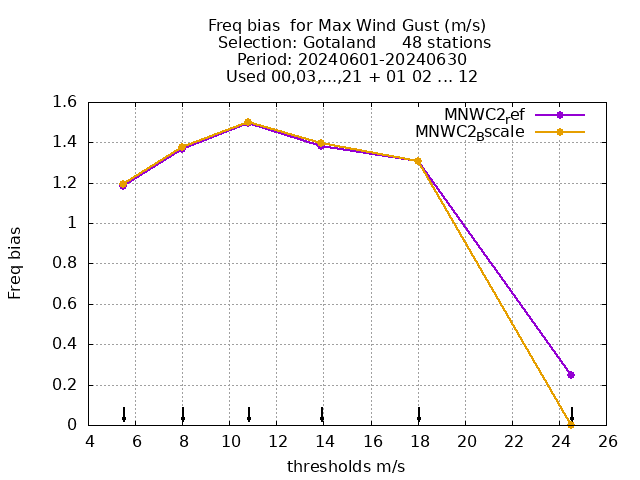 Freq bias  for Max Wind Gust (m/s)
Selection: Gotaland     48 stations
Period: 20240601-20240630
Used 00,03,...,21 + 01 02 ... 12
MNWC2_ref
MNWC2_Bscale
1.6
1.4
1.2
1
0.8
0.6
0.4
0.2
0
Freq bias
4 6 8 10 12 14 16 18 20 22 24 26
thresholds m/s